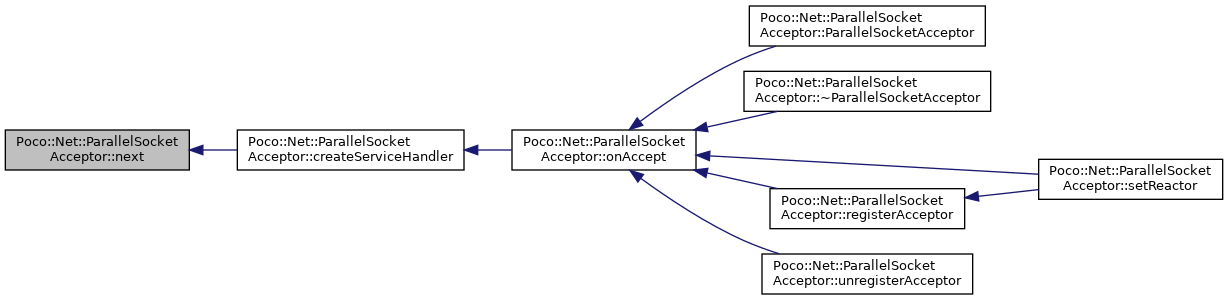 Poco::Net::ParallelSocket
Acceptor::next
Poco::Net::ParallelSocket
Acceptor::createServiceHandler
Poco::Net::ParallelSocket
Acceptor::onAccept
Poco::Net::ParallelSocket
Acceptor::ParallelSocketAcceptor
Poco::Net::ParallelSocket
Acceptor::~ParallelSocketAcceptor
Poco::Net::ParallelSocket
Acceptor::setReactor
Poco::Net::ParallelSocket
Acceptor::registerAcceptor
Poco::Net::ParallelSocket
Acceptor::unregisterAcceptor